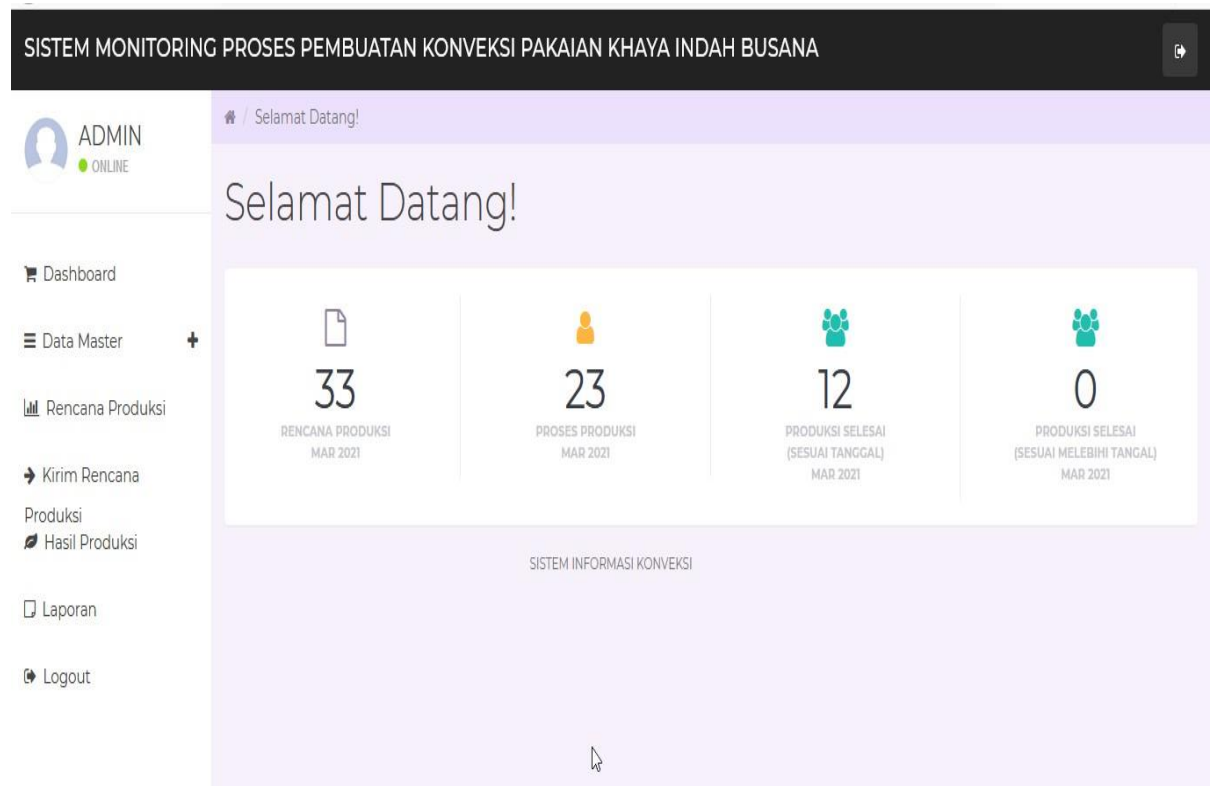 SISTEM MONITORING PROSES PEMBUATAN KONVEKSI PAKAIAN KHAYA INDAH BUSANA
ADMIN
ONLINE
Dashboard
Data Master
Rencana Produksi
Kirim Rencana
Produksi
Hasil Produksi
Laporan
Logout
/ Selamat Datang!
Selamat Datang!
33
RENCANA PRODUKSI
MAR 2021
23
PROSES PRODUKSI
MAR 2021
12
PRODUKSI SELESAI
(SESUAI TANGGAL)
MAR 2021
0
PRODUKSI SELESAI
(SESUAI MELEBIHI TANGAL)
MAR 2021
SISTEM INFORMASI KONVEKSI